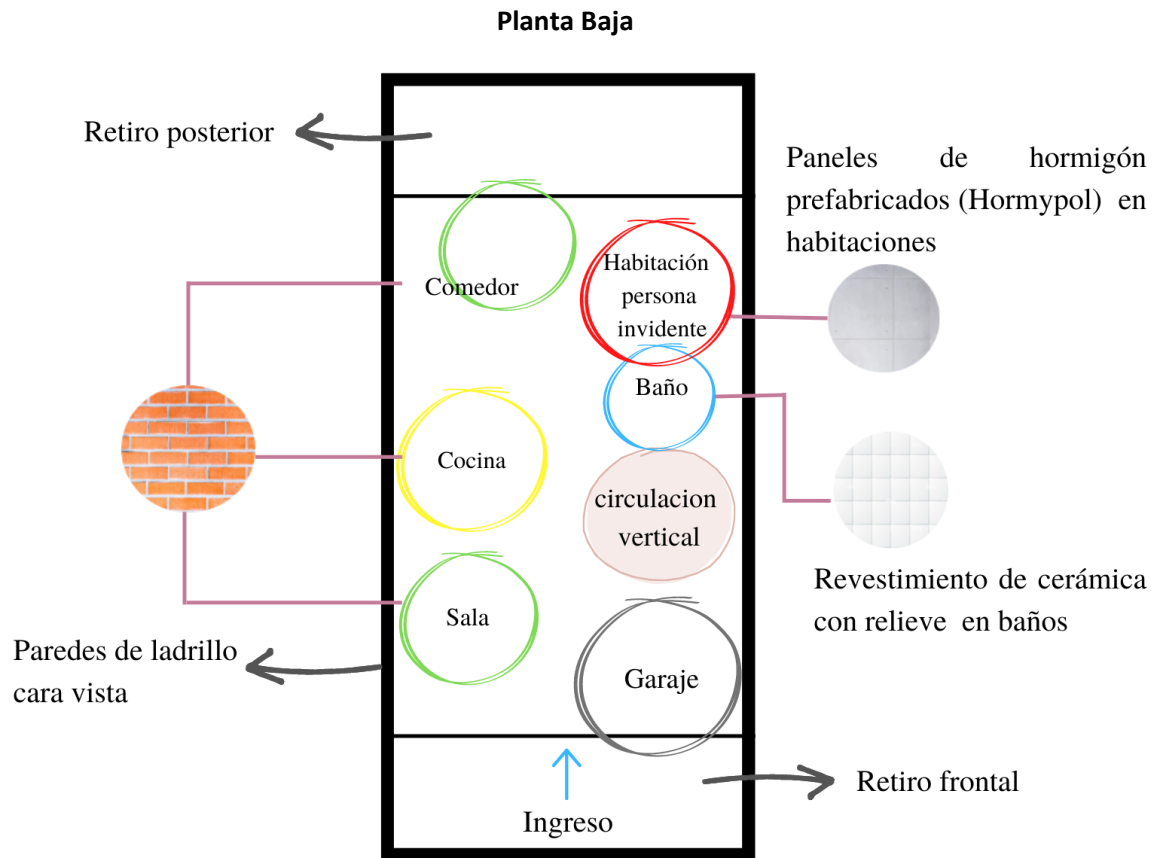 Planta Baja
Retiro posterior
Paneles de hormigón
prefabricados (Hormypol) en
habitaciones
Comedor
Habitación
persona
invidente
Baño
Cocina
circulacion
vertical
Revestimiento de cerámica
con relieve en baños
Sala
Paredes de ladrillo
cara vista
Garaje
Retiro frontal
Ingreso